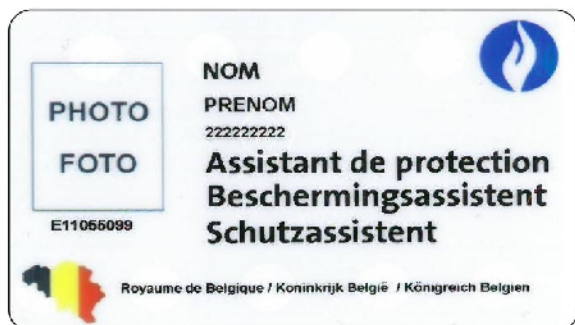 NOM
PRENOM
222222222
PHOTO
FOTO
Assistant de protection
Beschermingsassistent
Schutzassistent
E11055099
Royaume de Belgique / Koninkrijk België / Königreich Belgien